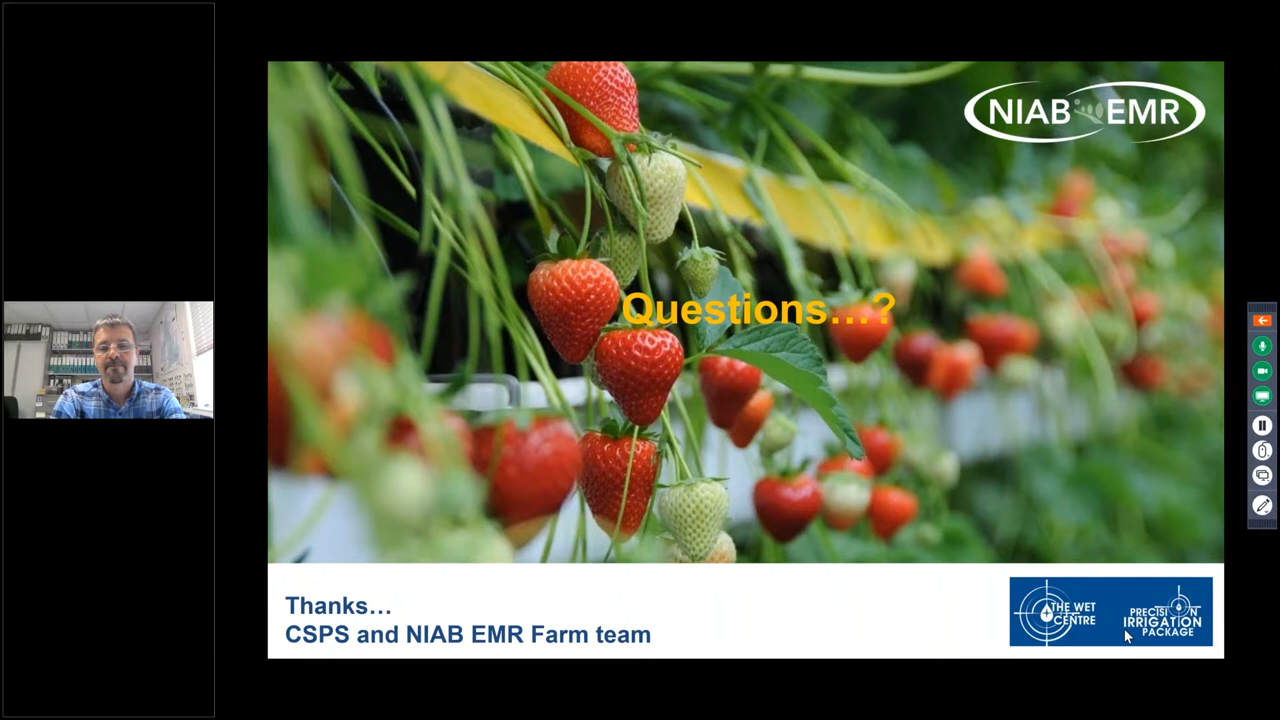 NIAB EMR
Questions...?
Thanks...
CSPS and NIAB EMR Farm team
THE WET
CENTRE
PRECISION
IRRIGATION
PACKAGE